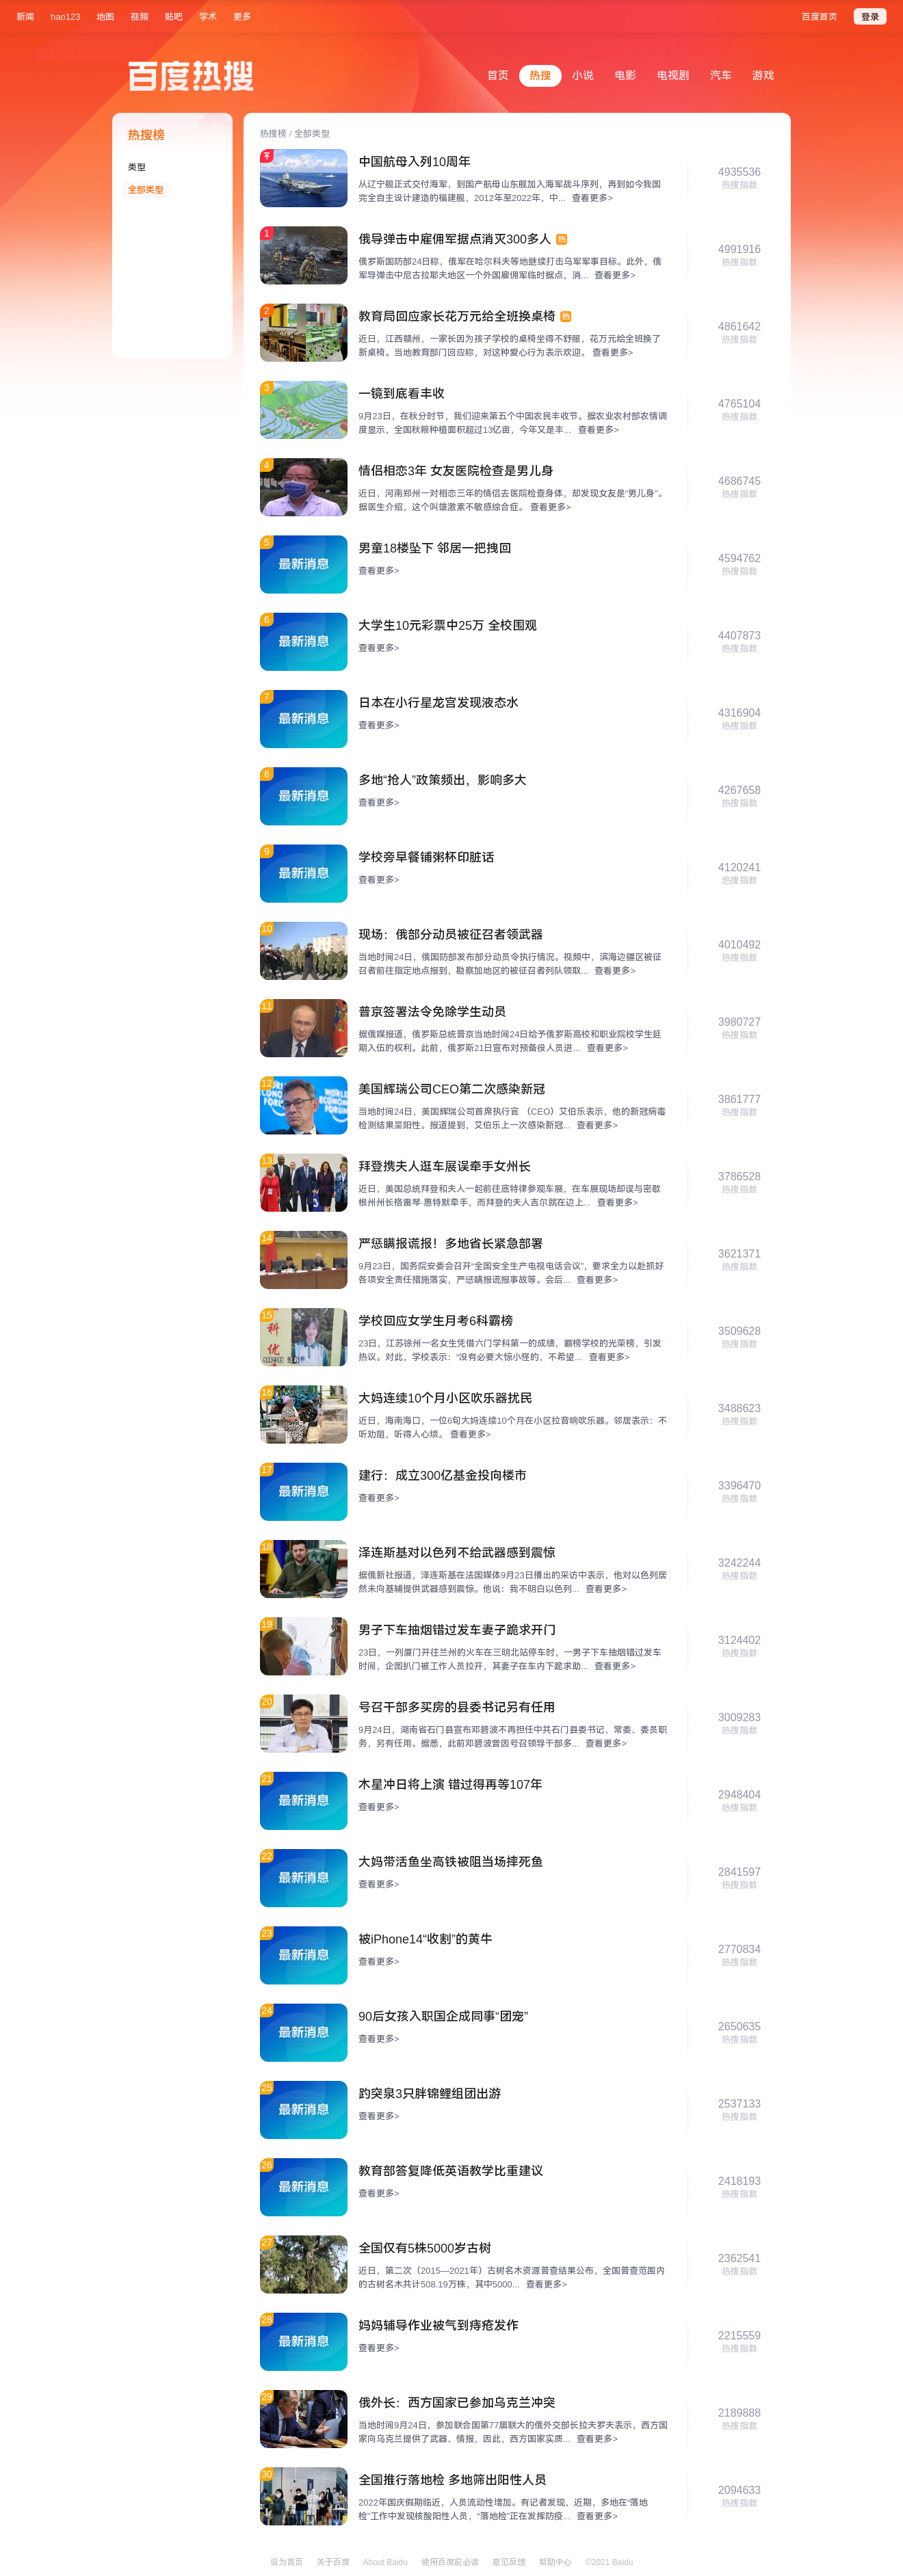 新闻 hao123 地图 视频 贴吧 学术 更多 百度首页 登录
百度热搜
首页 热搜 小说 电影 电视剧 汽车 游戏
热搜榜
类型
全部类型
热搜榜 / 全部类型
中国航母入列10周年
从辽宁舰正式交付海军，到国产航母山东舰加入海军战斗序列，再到如今我国
完全自主设计建造的福建舰，2012年至2022年，中... 查看更多>
4935536
热搜指数
1
俄导弹击中雇佣军据点消灭300多人 热
俄罗斯国防部24日称，俄军在哈尔科夫等地继续打击乌军军事目标。此外，俄
军导弹击中尼古拉耶夫地区一个外国雇佣军临时据点，消... 查看更多>
4991916
热搜指数
2
教育局回应家长花万元给全班换桌椅 热
近日，江西赣州，一家长因为孩子学校的桌椅坐得不舒服，花万元给全班换了
新桌椅。当地教育部门回应称，对这种爱心行为表示欢迎。 查看更多>
4861642
热搜指数
3
一镜到底看丰收
9月23日，在秋分时节，我们迎来第五个中国农民丰收节。据农业农村部农情调
度显示，全国秋粮种植面积超过13亿亩，今年又是丰... 查看更多>
4765104
热搜指数
4
情侣相恋3年 女友医院检查是男儿身
近日，河南郑州一对相恋三年的情侣去医院检查身体，却发现女友是“男儿身”。
据医生介绍，这个叫雄激素不敏感综合症。 查看更多>
4686745
热搜指数
5
最新消息
男童18楼坠下 邻居一把拽回
查看更多>
4594762
热搜指数
6
最新消息
大学生10元彩票中25万 全校围观
查看更多>
4407873
热搜指数
7
最新消息
日本在小行星龙宫发现液态水
查看更多>
4316904
热搜指数
8
最新消息
多地“抢人”政策频出，影响多大
查看更多>
4267658
热搜指数
9
最新消息
学校旁早餐铺粥杯印脏话
查看更多>
4120241
热搜指数
10
现场：俄部分动员被征召者领武器
当地时间24日，俄国防部发布部分动员令执行情况。视频中，滨海边疆区被征
召者前往指定地点报到，勘察加地区的被征召者列队领取... 查看更多>
4010492
热搜指数
11
普京签署法令免除学生动员
据俄媒报道，俄罗斯总统普京当地时间24日给予俄罗斯高校和职业院校学生延
期入伍的权利。此前，俄罗斯21日宣布对预备役人员进... 查看更多>
3980727
热搜指数
12
美国辉瑞公司CEO第二次感染新冠
当地时间24日，美国辉瑞公司首席执行官 （CEO）艾伯乐表示，他的新冠病毒
检测结果呈阳性。报道提到，艾伯乐上一次感染新冠... 查看更多>
3861777
热搜指数
13
拜登携夫人逛车展误牵手女州长
近日，美国总统拜登和夫人一起前往底特律参观车展，在车展现场却误与密歇
根州州长格雷琴·惠特默牵手，而拜登的夫人吉尔就在边上... 查看更多>
3786528
热搜指数
14
严惩瞒报谎报！多地省长紧急部署
9月23日，国务院安委会召开“全国安全生产电视电话会议”，要求全力以赴抓好
各项安全责任措施落实，严惩瞒报谎报事故等。会后... 查看更多>
3621371
热搜指数
15
学校回应女学生月考6科霸榜
23日，江苏徐州一名女生凭借六门学科第一的成绩，霸榜学校的光荣榜，引发
热议。对此，学校表示：“没有必要大惊小怪的，不希望... 查看更多>
3509628
热搜指数
16
大妈连续10个月小区吹乐器扰民
近日，海南海口，一位6旬大妈连续10个月在小区拉音响吹乐器。邻居表示：不
听劝阻，听得人心烦。 查看更多>
3488623
热搜指数
17
最新消息
建行：成立300亿基金投向楼市
查看更多>
3396470
热搜指数
18
泽连斯基对以色列不给武器感到震惊
据俄新社报道，泽连斯基在法国媒体9月23日播出的采访中表示，他对以色列居
然未向基辅提供武器感到震惊。他说：我不明白以色列... 查看更多>
3242244
热搜指数
19
男子下车抽烟错过发车妻子跪求开门
23日，一列厦门开往兰州的火车在三明北站停车时，一男子下车抽烟错过发车
时间，企图扒门被工作人员拉开，其妻子在车内下跪求助... 查看更多>
3124402
热搜指数
20
号召干部多买房的县委书记另有任用
9月24日，湖南省石门县宣布邓碧波不再担任中共石门县委书记、常委、委员职
务，另有任用。据悉，此前邓碧波曾因号召领导干部多... 查看更多>
3009283
热搜指数
21
最新消息
木星冲日将上演 错过得再等107年
查看更多>
2948404
热搜指数
22
最新消息
大妈带活鱼坐高铁被阻当场摔死鱼
查看更多>
2841597
热搜指数
23
最新消息
被iPhone14“收割”的黄牛
查看更多>
2770834
热搜指数
24
最新消息
90后女孩入职国企成同事“团宠”
查看更多>
2650635
热搜指数
25
最新消息
趵突泉3只胖锦鲤组团出游
查看更多>
2537133
热搜指数
26
最新消息
教育部答复降低英语教学比重建议
查看更多>
2418193
热搜指数
27
全国仅有5株5000岁古树
近日，第二次（2015—2021年）古树名木资源普查结果公布，全国普查范围内
的古树名木共计508.19万株，其中5000... 查看更多>
2362541
热搜指数
28
最新消息
妈妈辅导作业被气到痔疮发作
查看更多>
2215559
热搜指数
29
俄外长：西方国家已参加乌克兰冲突
当地时间9月24日，参加联合国第77届联大的俄外交部长拉夫罗夫表示，西方国
家向乌克兰提供了武器、情报，因此，西方国家实质... 查看更多>
2189888
热搜指数
30
全国推行落地检 多地筛出阳性人员
2022年国庆假期临近，人员流动性增加。有记者发现，近期，多地在“落地
检”工作中发现核酸阳性人员，“落地检”正在发挥防疫... 查看更多>
2094633
热搜指数
设为首页 关于百度 About Baidu 使用百度前必读 意见反馈 帮助中心 ©2021 Baidu